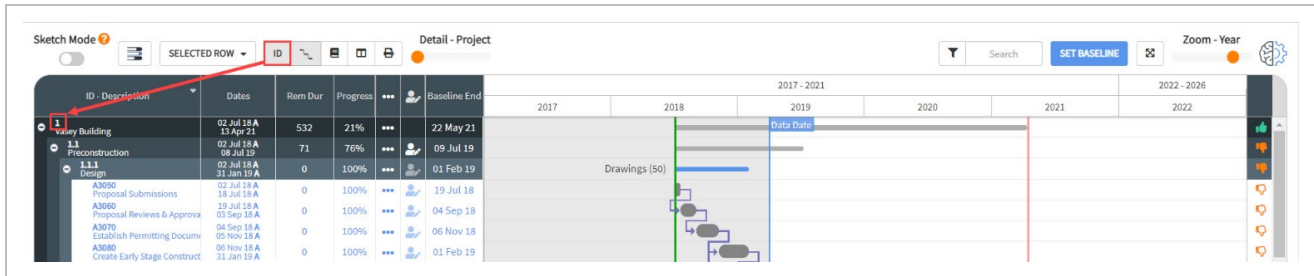 Sketch Mode ?
SELECTED ROW
ID
Detail - Project
Search
SET BASELINE
Zoom - Year
ID - Description Dates Rem Dur Progress ••• Baseline End
2017 - 2021 2022 - 2026
2017 2018 2019 2020 2021 2022
1
Vasey Building
02 Jul 18 A
13 Apr 21
532 21% ••• 22 May 21
Data Date
1.1
Preconstruction
02 Jul 18 A
08 Jul 19
71 76% ••• 09 Jul 19
1.1.1
Design
02 Jul 18 A
31 Jan 19 A
0 100% ••• 01 Feb 19
Drawings (50)
A3050
Proposal Submissions
02 Jul 18 A
18 Jul 18 A
0 100% ••• 19 Jul 18
A3060
Proposal Reviews & Approva
19 Jul 18 A
03 Sep 18 A
0 100% ••• 04 Sep 18
A3070
Establish Permitting Docume
04 Sep 18 A
05 Nov 18 A
0 100% ••• 06 Nov 18
A3080
Create Early Stage Construct
06 Nov 18 A
31 Jan 19 A
0 100% ••• 01 Feb 19